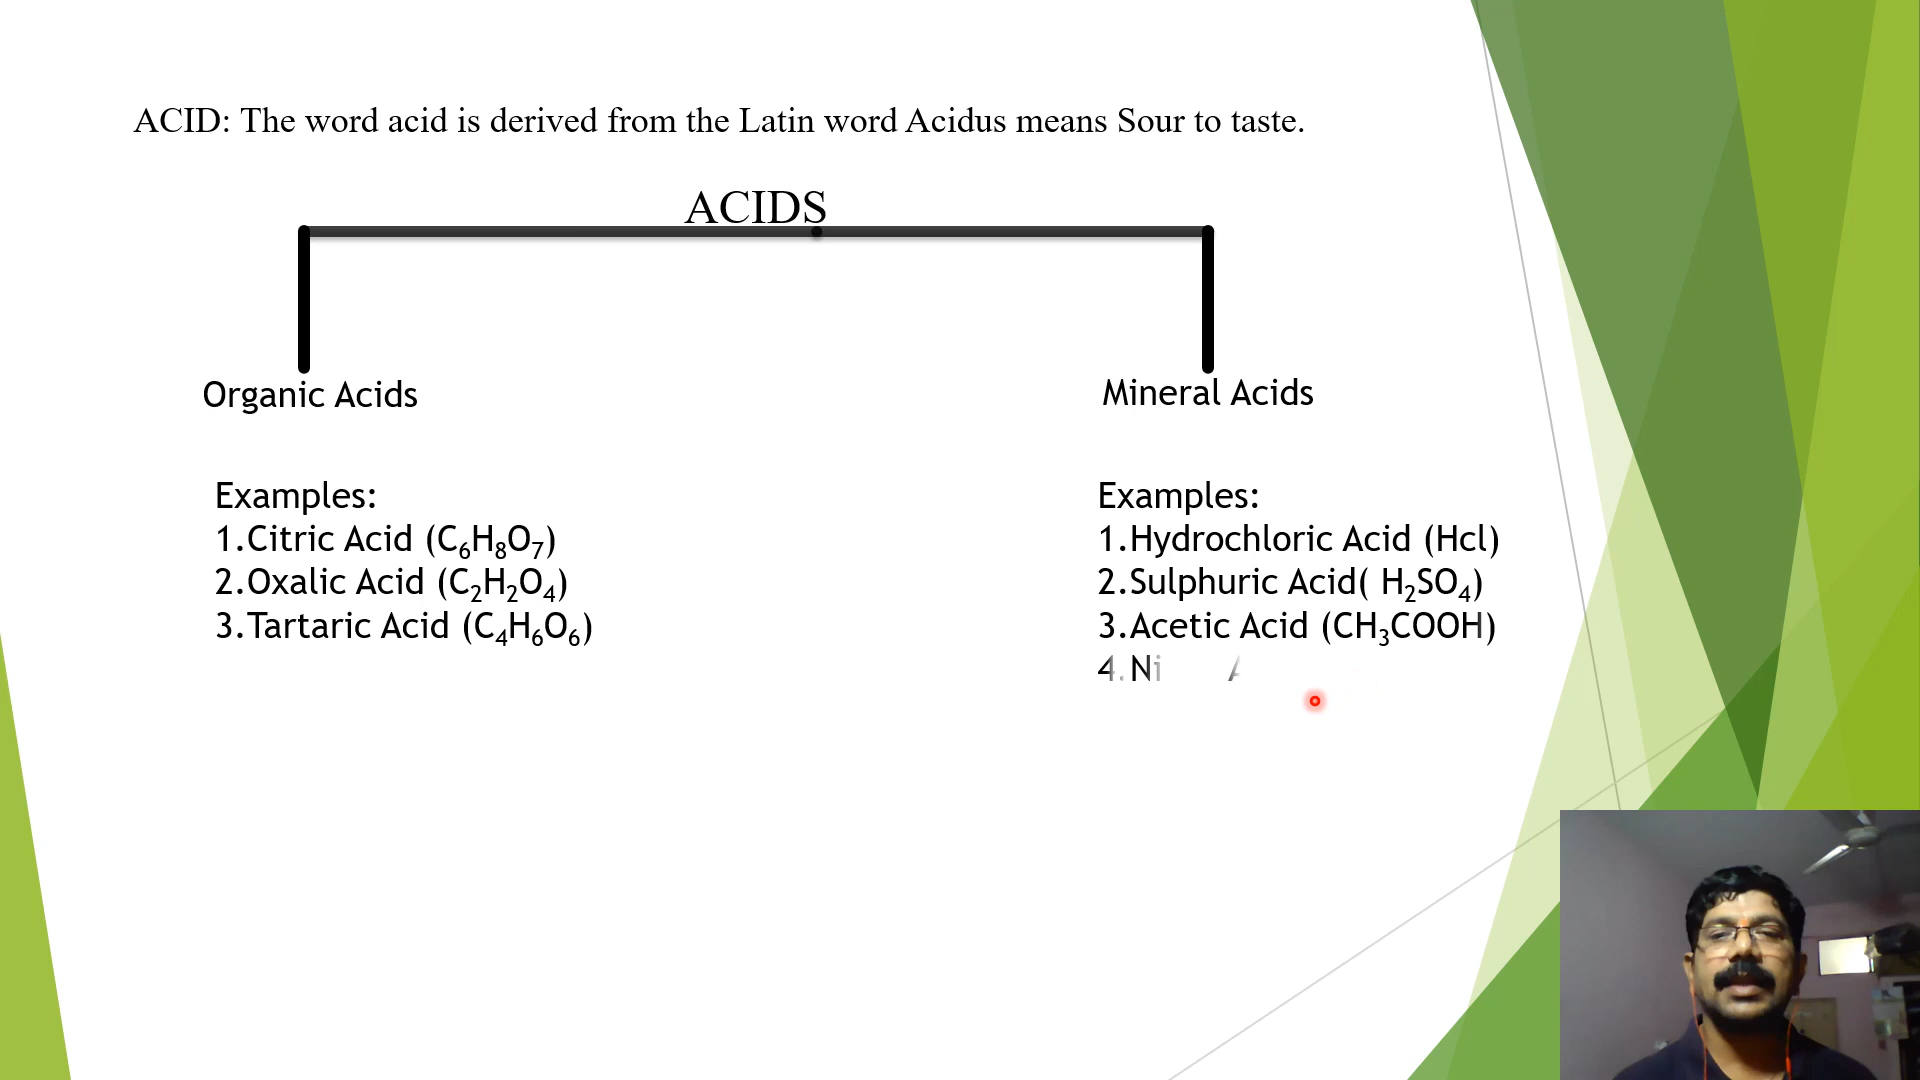 ACID: The word acid is derived from the Latin word Acidus means Sour to taste.
ACIDS
Organic Acids
Mineral Acids
Examples:
1.Citric Acid (C₆H₈O₇)
2.Oxalic Acid (C₂H₂O₄)
3.Tartaric Acid (C₄H₆O₆)
Examples:
1.Hydrochloric Acid (Hcl)
2.Sulphuric Acid( H₂SO₄)
3.Acetic Acid (CH₃COOH)
4.